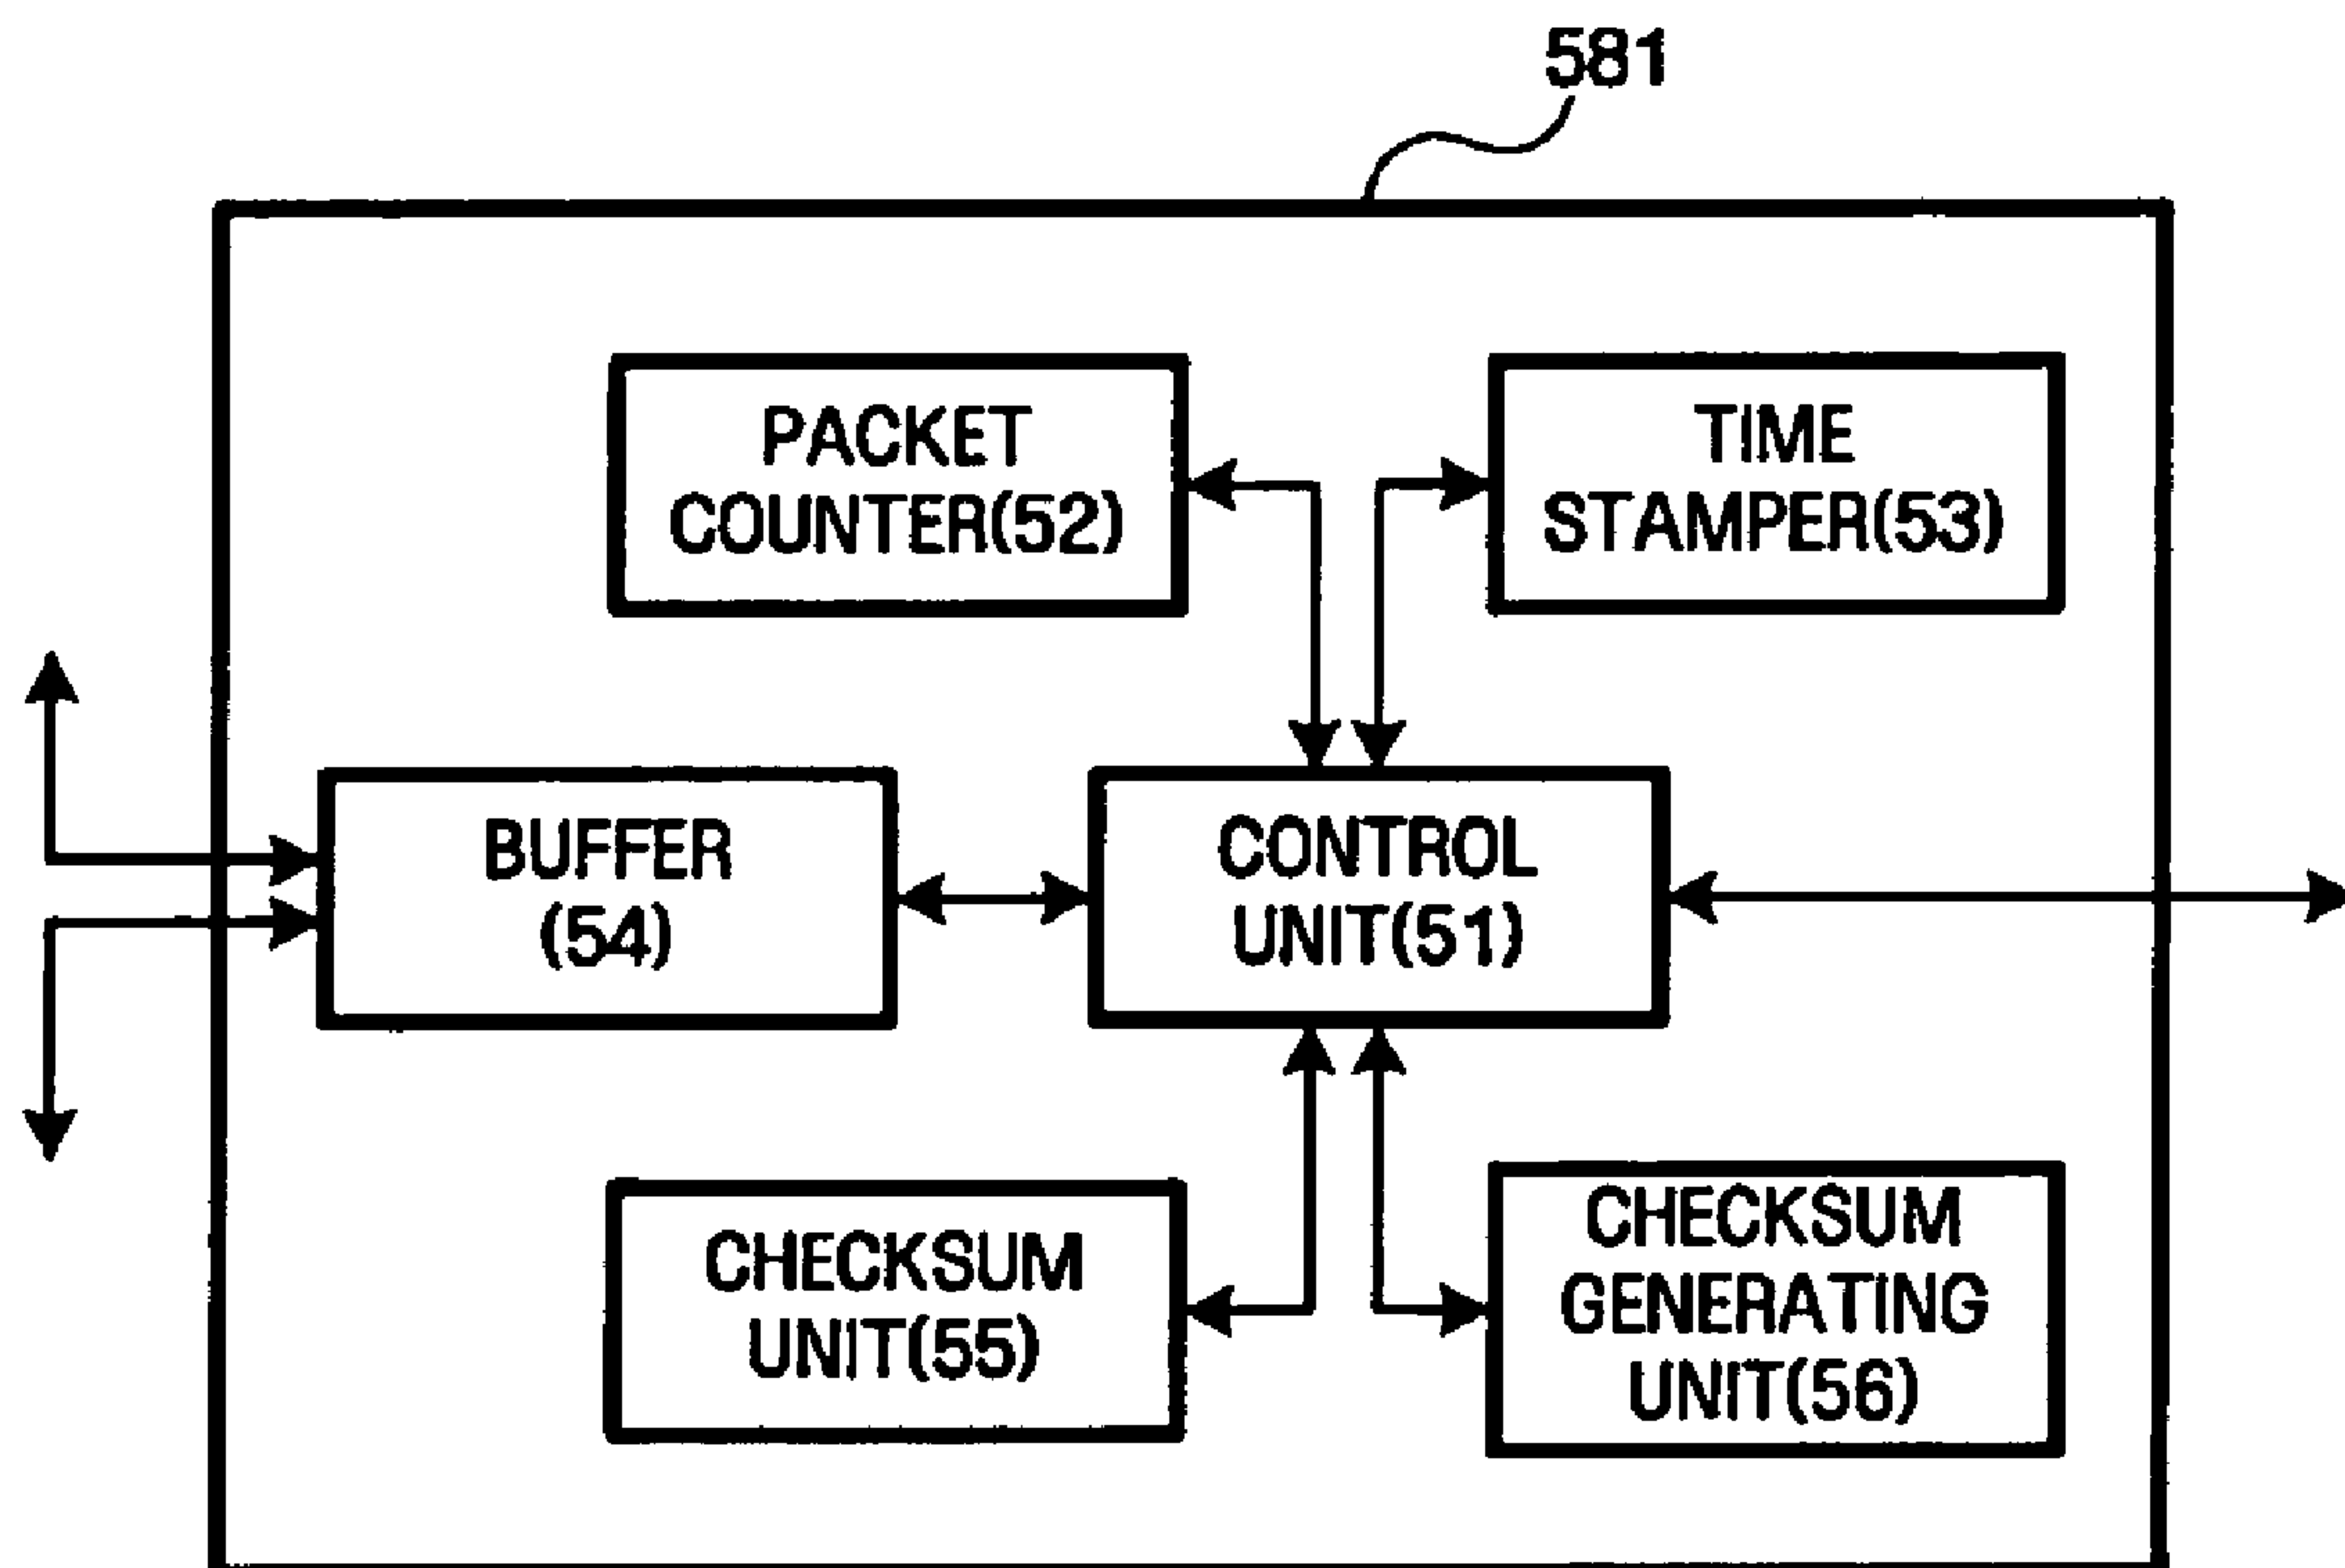 581
PACKET
COUNTER(52)
TIME
STAMPER(53)
BUFFER
(54)
CONTROL
UNIT(51)
CHECKSUM
UNIT(55)
CHECKSUM
GENERATING
UNIT(56)